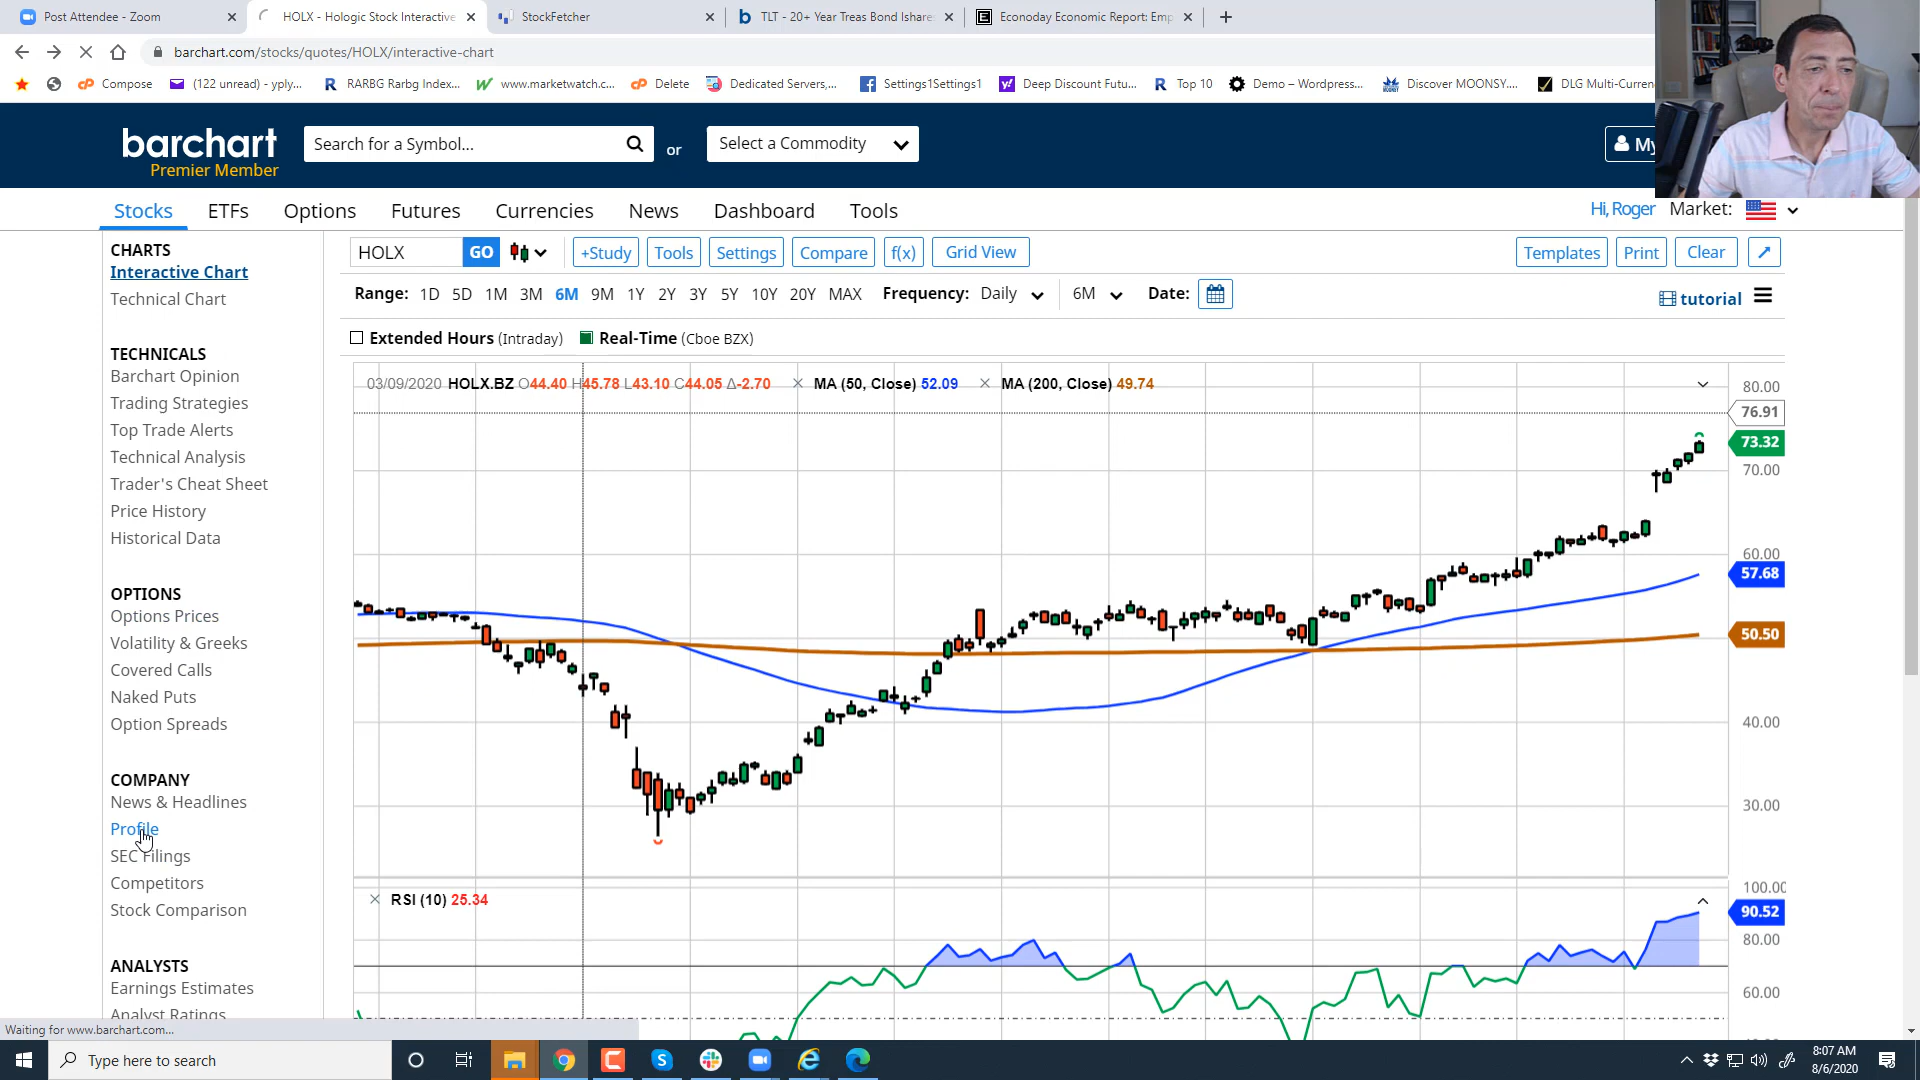 Post Attendee - Zoom
HOLX - Hologic Stock Interactive
StockFetcher
TLT - 20+ Year Treas Bond Ishare
Econoday Economic Report: Emp
barchart.com/stocks/quotes/HOLX/interactive-chart
Compose
(122 unread) - yply...
RARBG Rarbg Index...
www.marketwatch.c...
Delete
Dedicated Servers,...
Settings1Settings1
Deep Discount Futu...
Top 10
Demo – Wordpress...
Discover MOONSY....
DLG Multi-Curren
barchart
Premier Member
Search for a Symbol...
or
Select a Commodity
My
Stocks
ETFs
Options
Futures
Currencies
News
Dashboard
Tools
Hi, Roger
Market:
CHARTS
Interactive Chart
Technical Chart
TECHNICALS
Barchart Opinion
Trading Strategies
Top Trade Alerts
Technical Analysis
Trader's Cheat Sheet
Price History
Historical Data
OPTIONS
Options Prices
Volatility & Greeks
Covered Calls
Naked Puts
Option Spreads
COMPANY
News & Headlines
Profile
SEC Filings
Competitors
Stock Comparison
ANALYSTS
Earnings Estimates
Analyst Ratings
HOLX GO +Study Tools Settings Compare f(x) Grid View Templates Print Clear
Range: 1D 5D 1M 3M 6M 9M 1Y 2Y 3Y 5Y 10Y 20Y MAX Frequency: Daily 6M Date:
tutorial
Extended Hours (Intraday) Real-Time (Cboe BZX)
03/09/2020 HOLX.BZ O44.40 H45.78 L43.10 C44.05 Δ-2.70 MA (50, Close) 52.09 MA (200, Close) 49.74
80.00
76.91
73.32
70.00
60.00
57.68
50.50
40.00
30.00
RSI (10) 25.34
100.00
90.52
80.00
60.00
Waiting for www.barchart.com...
Type here to search
8:07 AM
8/6/2020